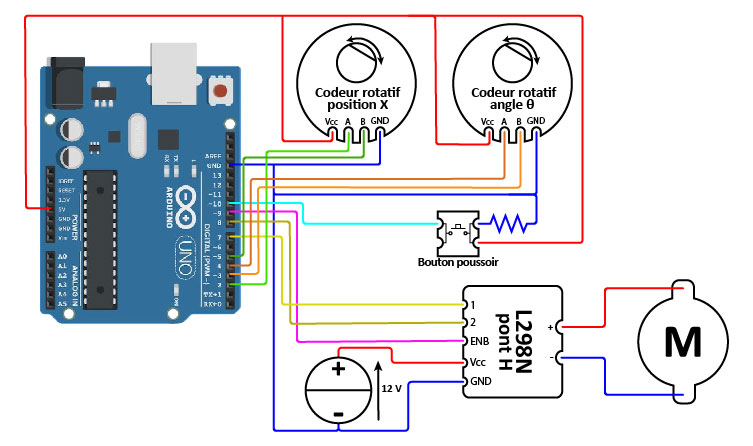 Codeur rotatif
position X
Vcc A B GND
Codeur rotatif
angle θ
Vcc A B GND
RX
TX
L
AREF
GND
13
12
~11
~10
~9
8
7
~6
~5
4
~3
2
TX→1
RX←0
ARDUINO
UNO
DIGITAL (PWM~)
ON
IOREF
RESET
3.3V
5V
GND
GND
Vin
POWER
A0
A1
A2
A3
A4
A5
ANALOG IN
Bouton poussoir
1
2
ENB
Vcc
GND
L298N
pont H
+
-
M
+
-
12 V